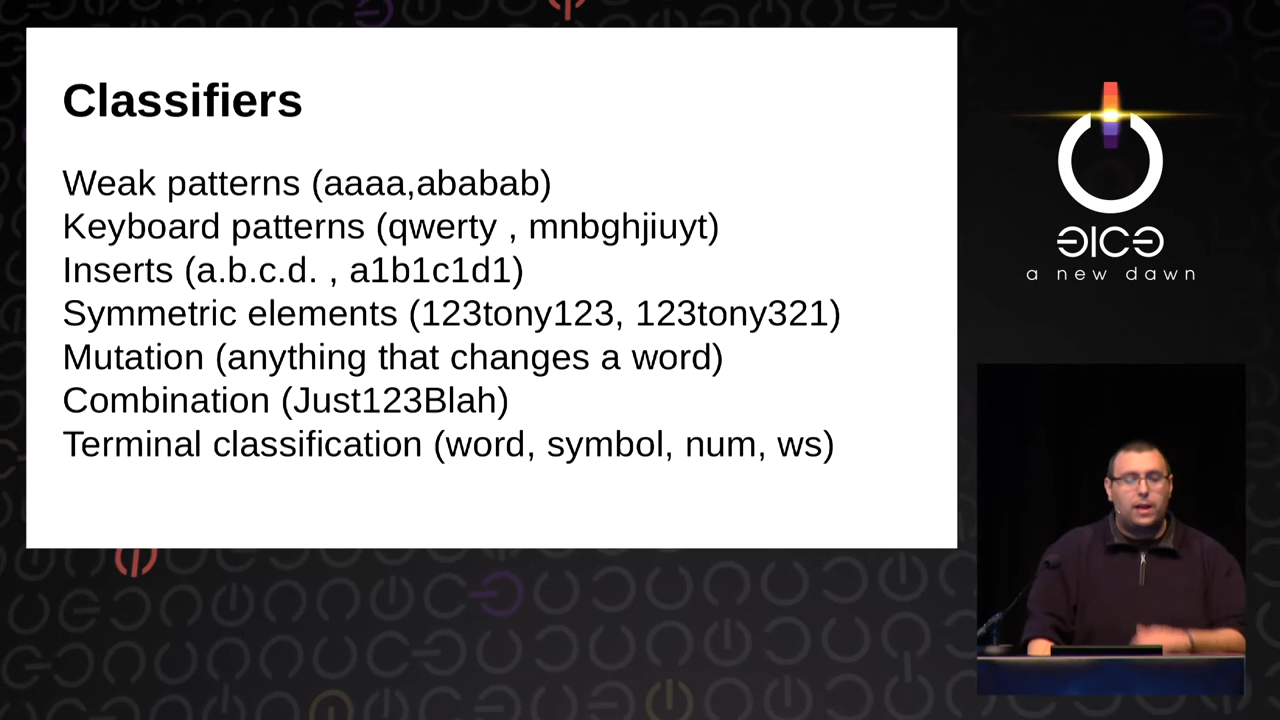 Classifiers
Weak patterns (aaaa,ababab)
Keyboard patterns (qwerty , mnbghjiuyt)
Inserts (a.b.c.d. , a1b1c1d1)
Symmetric elements (123tony123, 123tony321)
Mutation (anything that changes a word)
Combination (Just123Blah)
Terminal classification (word, symbol, num, ws)
a new dawn